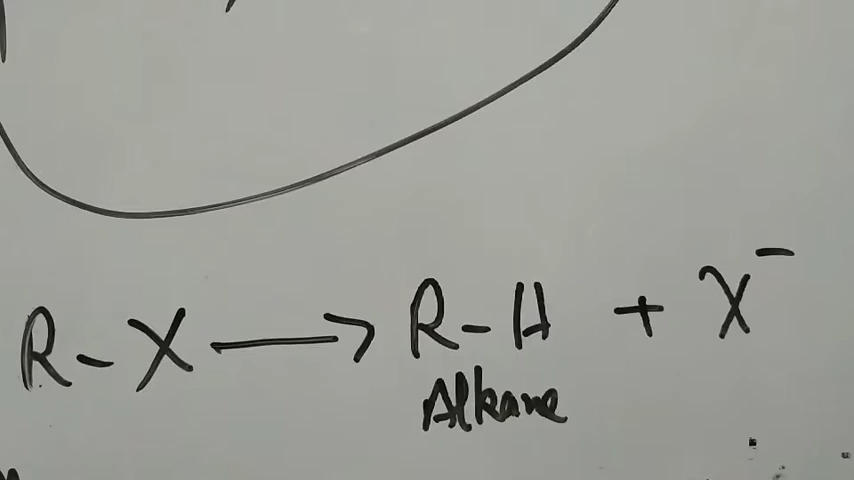 R-X → R-H + X⁻
Alkane